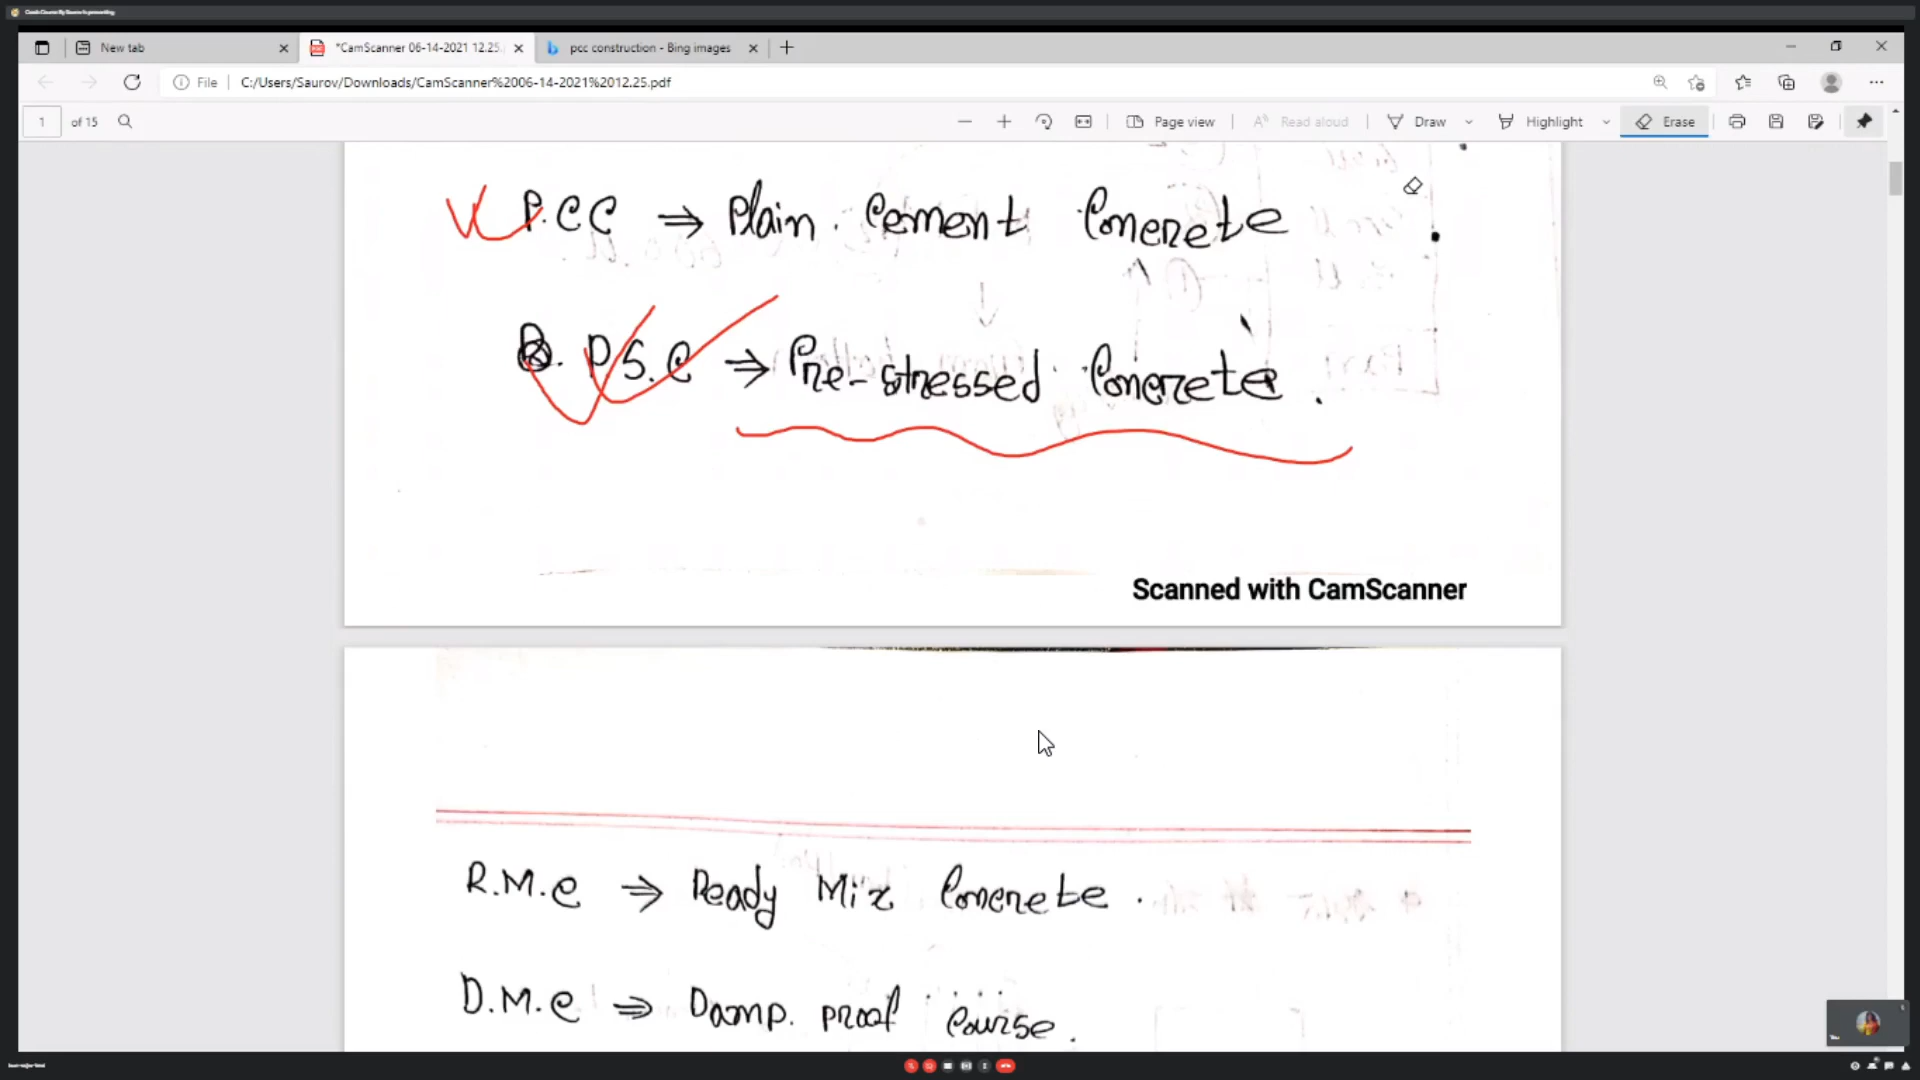 New tab
*CamScanner 06-14-2021 12.25.
pcc construction - Bing images
File
C:/Users/Saurov/Downloads/CamScanner%2006-14-2021%2012.25.pdf
1 of 15
Page view
Read aloud
Draw
Highlight
Erase
P.C.C ⇒ Plain. Cement Concrete
P.S.C ⇒ Pre-stressed Concrete.
Scanned with CamScanner
R.M.C ⇒ Ready Mix Concrete.
D.M.C ⇒ Damp. proof course.